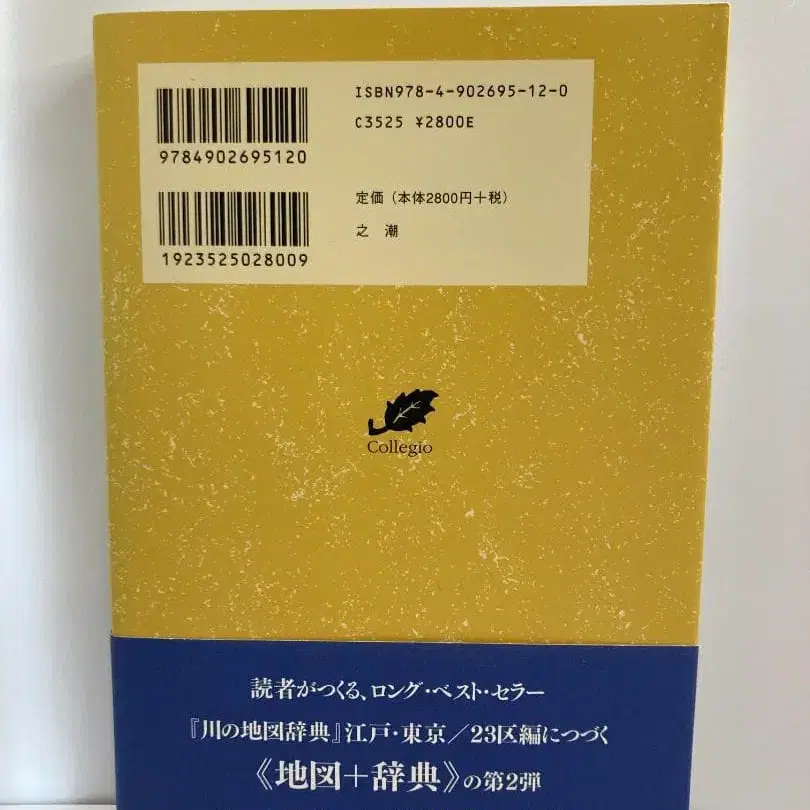 ISBN978-4-902695-12-0
C3525 ¥2800E
9784902695120
定価（本体2800円＋税）
之 潮
1923525028009
Collegio
読者がつくる、ロング・ベスト・セラー
『川の地図辞典』江戸・東京／23区編につづく
《地図＋辞典》の第2弾